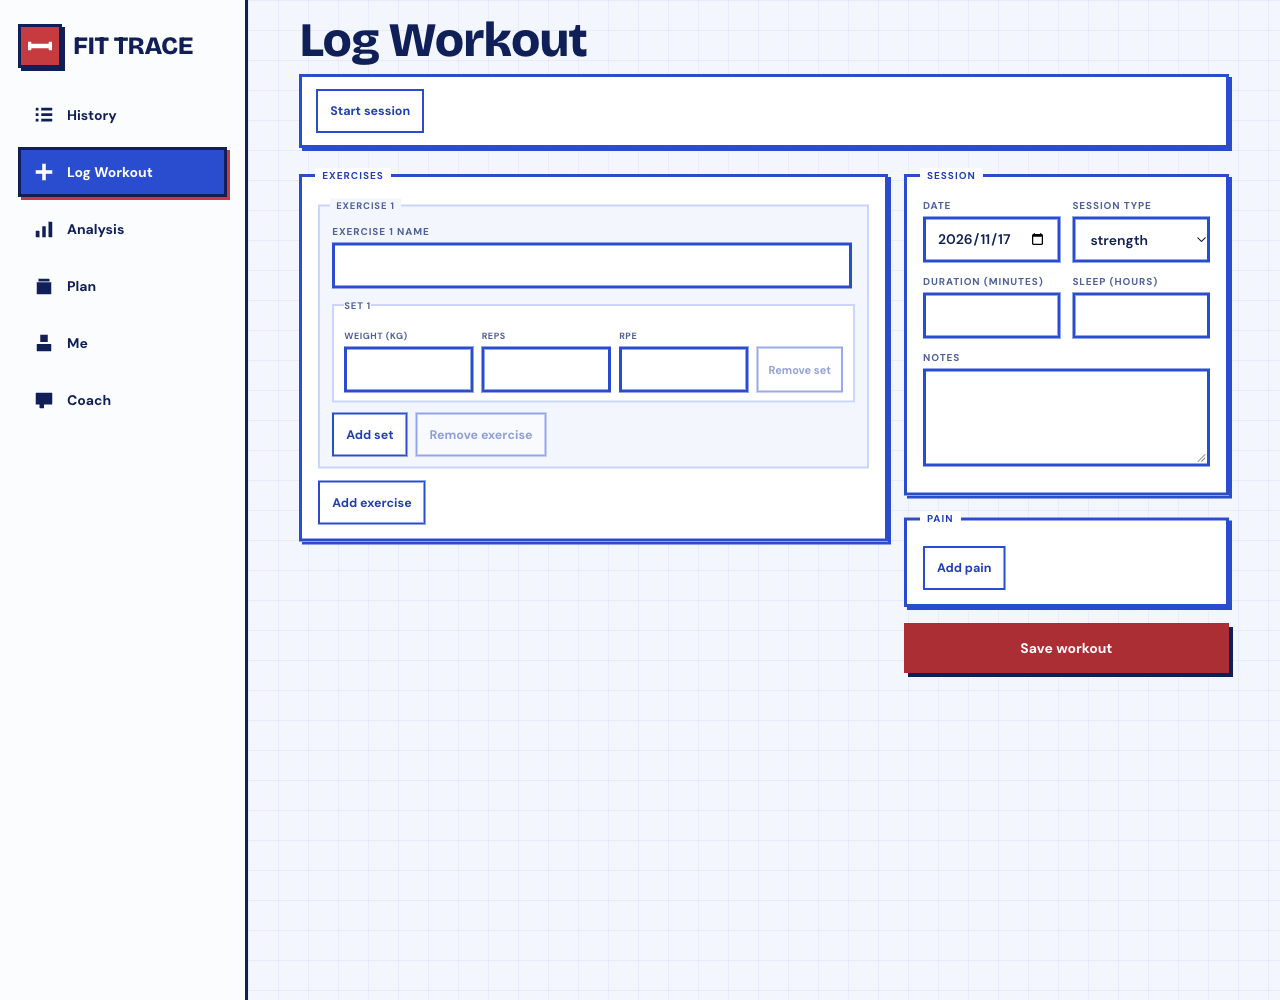 FIT TRACE
History
Log Workout
Analysis
Plan
Me
Coach
Log Workout
Start session
EXERCISES
EXERCISE 1
EXERCISE 1 NAME
SET 1
WEIGHT (KG) REPS RPE
Remove set
Add set Remove exercise
Add exercise
SESSION
DATE SESSION TYPE
2026/11/17 strength
DURATION (MINUTES) SLEEP (HOURS)
NOTES
PAIN
Add pain
Save workout